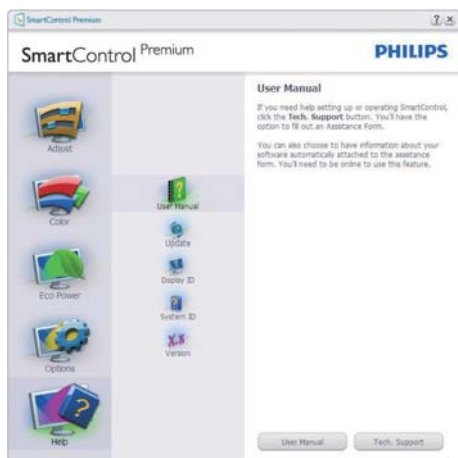 SmartControl Premium
SmartControl Premium
PHILIPS
Adjust
Color
Eco Power
Options
Help
User Manual
Update
Display ID
System ID
Version
User Manual
If you need help setting up or operating SmartControl,
click the Tech. Support button. You'll have the
option to fill out an Assistance Form.
You can also choose to have information about your
software automatically attached to the assistance
form. You'll need to be online to use this feature.
User Manual
Tech. Support